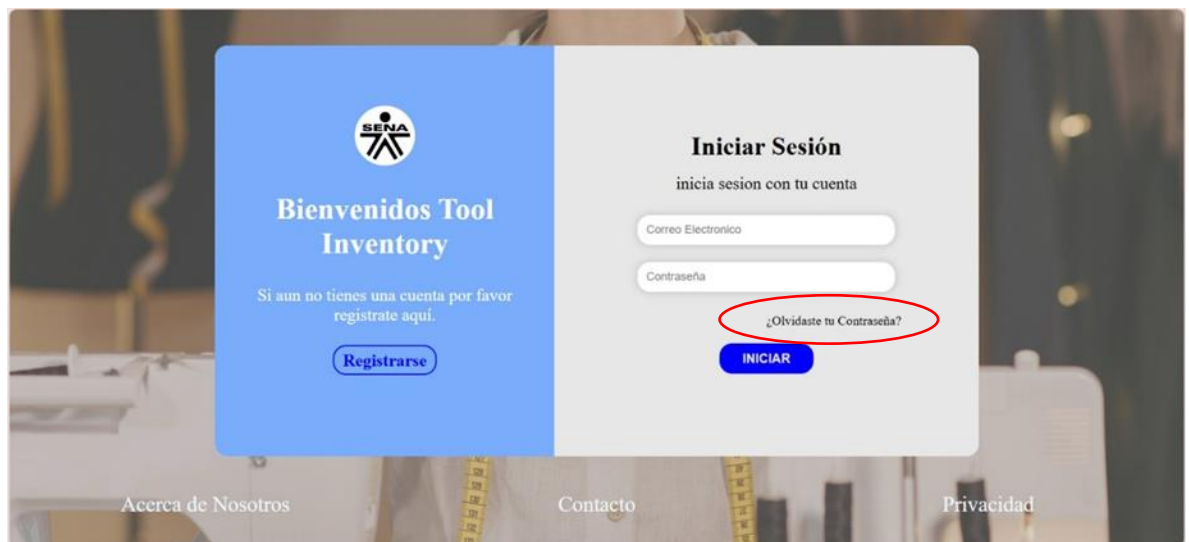 SENA
Bienvenidos Tool
Inventory
Si aun no tienes una cuenta por favor
registrate aquí.
Registrarse
Iniciar Sesión
inicia sesion con tu cuenta
Correo Electronico
Contraseña
¿Olvidaste tu Contraseña?
INICIAR
Acerca de Nosotros
Contacto
Privacidad